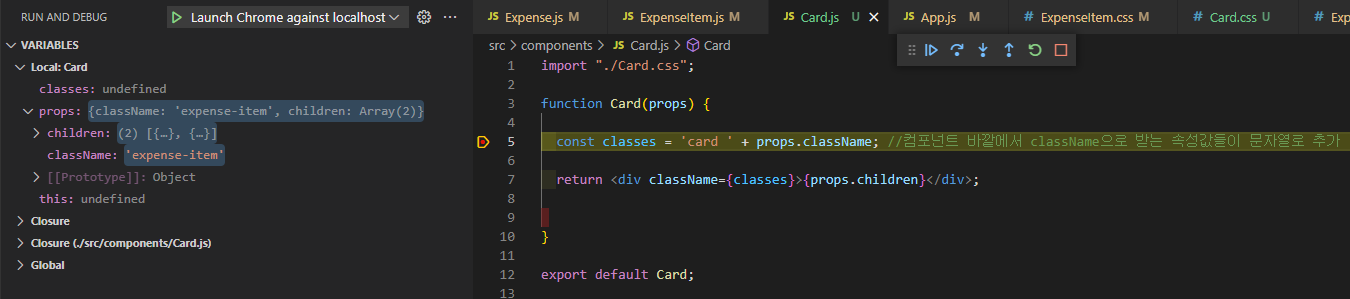 RUN AND DEBUG
Launch Chrome against localhost
JS Expense.js M
JS ExpenseItem.js M
JS Card.js U
JS App.js M
# ExpenseItem.css M
# Card.css U
# Exp
VARIABLES
Local: Card
classes: undefined
props: {className: 'expense-item', children: Array(2)}
children: (2) [{…}, {…}]
className: 'expense-item'
[[Prototype]]: Object
this: undefined
Closure
Closure (./src/components/Card.js)
Global
src > components > JS Card.js > Card
1 import "./Card.css";
2
3 function Card(props) {
4
5 const classes = 'card ' + props.className; //컴포넌트 바깥에서 className으로 받는 속성값들이 문자열로 추가
6
7 return <div className={classes}>{props.children}</div>;
8
9
10 }
11
12 export default Card;
13